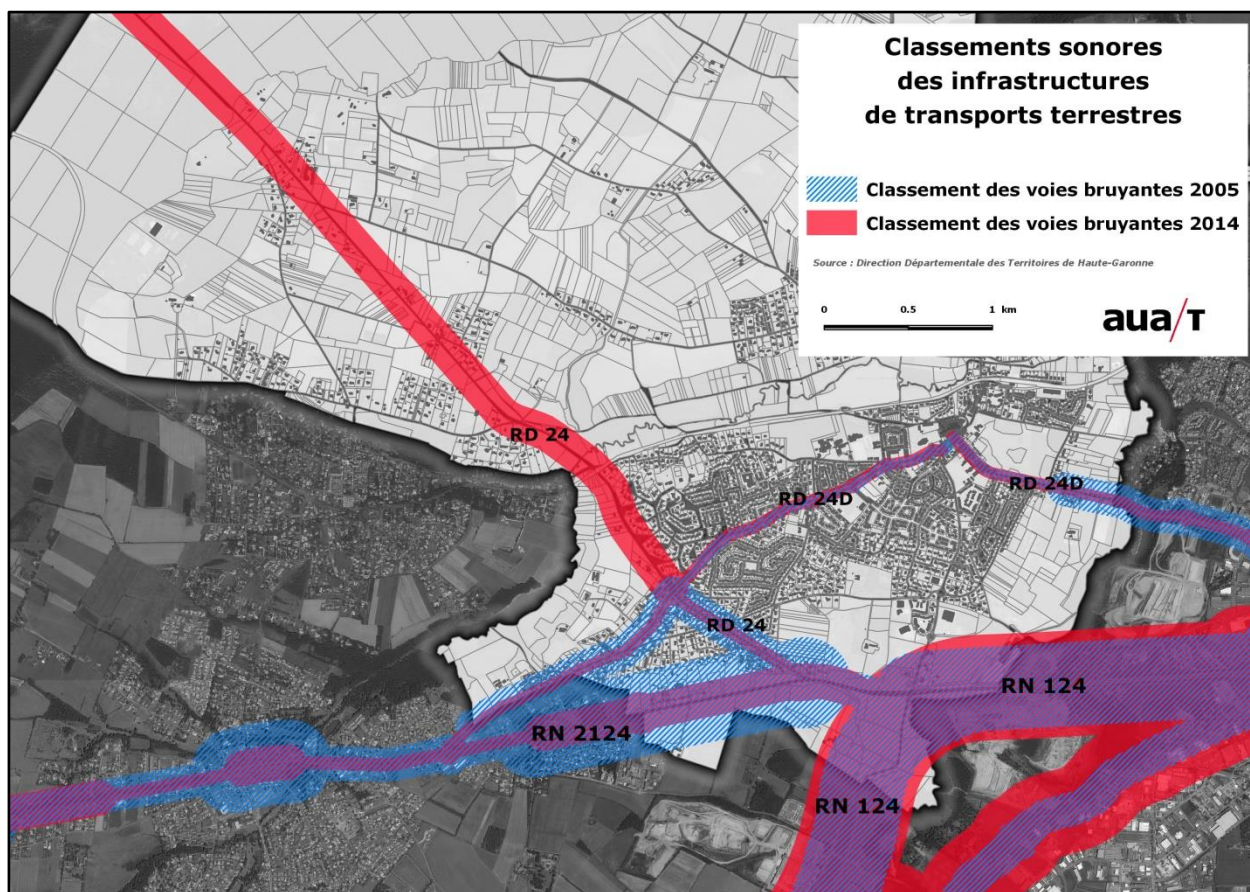 Classements sonores
des infrastructures
de transports terrestres
Classement des voies bruyantes 2005
Classement des voies bruyantes 2014
Source : Direction Départementale des Territoires de Haute-Garonne
0 0.5 1 km
aua/T
RD 24
RD 24D
RD 24D
RD 24
RN 124
RN 2124
RN 124